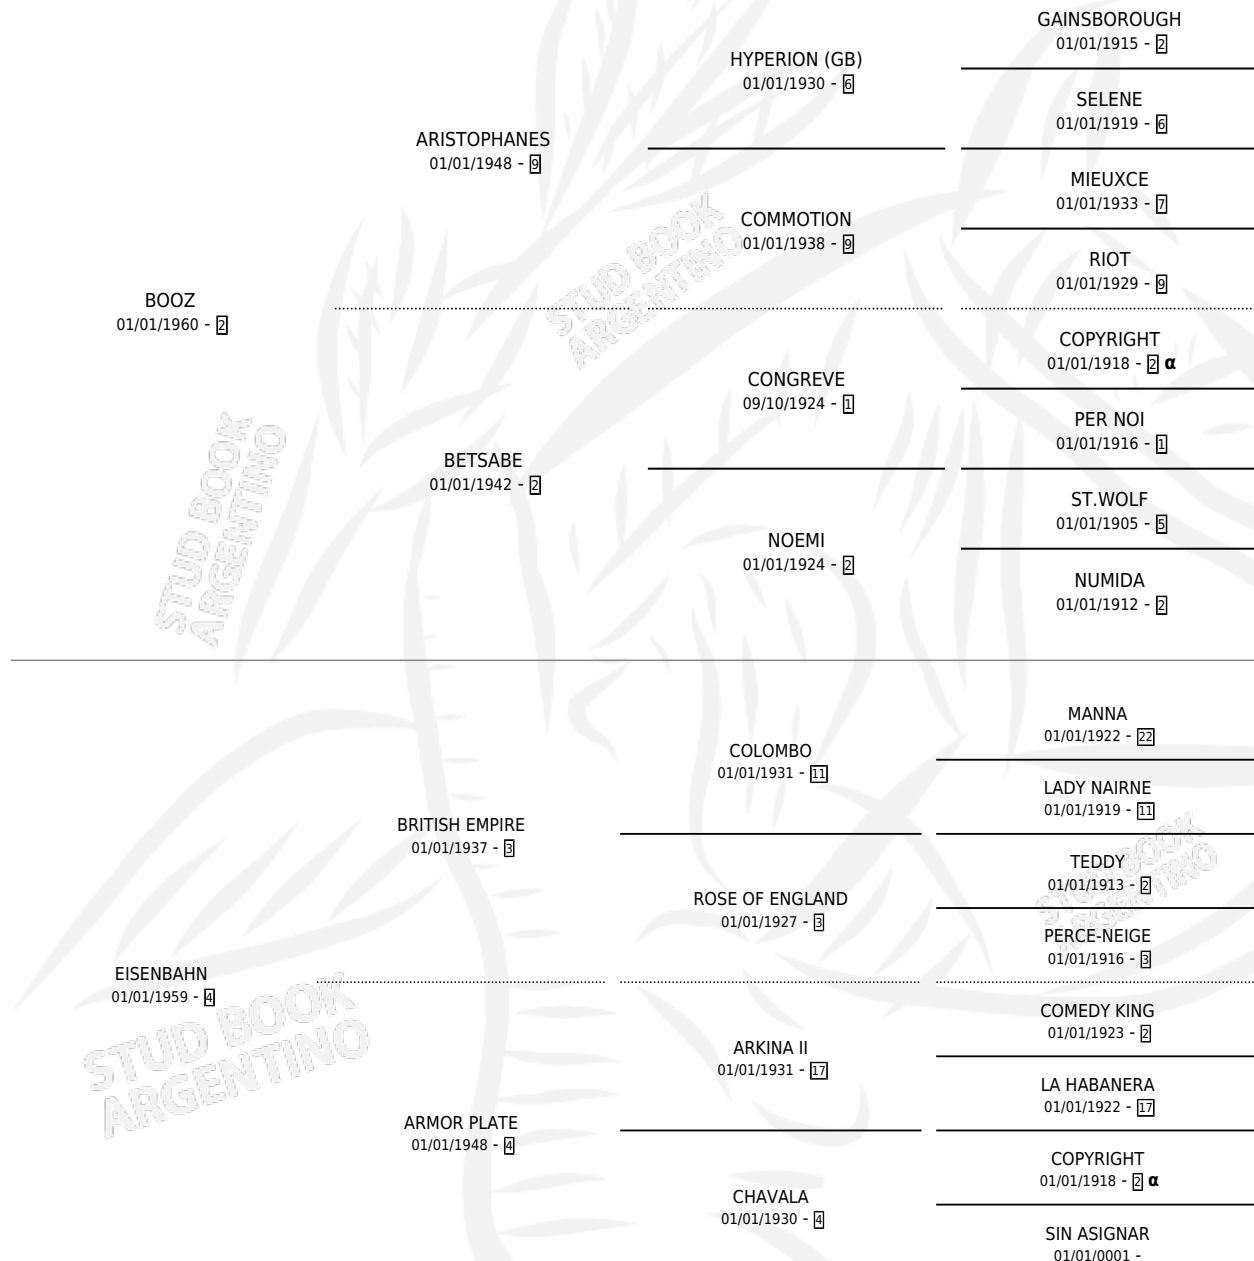 GAINSBOROUGH
01/01/1915 - 2
HYPERION (GB)
01/01/1930 - 6
SELENE
01/01/1919 - 6
ARISTOPHANES
01/01/1948 - 9
MIEUXCE
01/01/1933 - 7
COMMOTION
01/01/1938 - 9
RIOT
01/01/1929 - 9
BOOZ
01/01/1960 - 2
COPYRIGHT
01/01/1918 - 2 α
CONGREVE
09/10/1924 - 1
PER NOI
01/01/1916 - 1
BETSABE
01/01/1942 - 2
ST.WOLF
01/01/1905 - 5
NOEMI
01/01/1924 - 2
NUMIDA
01/01/1912 - 2
MANNA
01/01/1922 - 22
COLOMBO
01/01/1931 - 11
LADY NAIRNE
01/01/1919 - 11
BRITISH EMPIRE
01/01/1937 - 3
TEDDY
01/01/1913 - 2
ROSE OF ENGLAND
01/01/1927 - 3
PERCE-NEIGE
01/01/1916 - 3
EISENBAHN
01/01/1959 - 4
COMEDY KING
01/01/1923 - 2
ARKINA II
01/01/1931 - 17
LA HABANERA
01/01/1922 - 17
ARMOR PLATE
01/01/1948 - 4
COPYRIGHT
01/01/1918 - 2 α
CHAVALA
01/01/1930 - 4
SIN ASIGNAR
01/01/0001 -
STUD BOOK
ARGENTINO
STUD BOOK
ARGENTINO
STUD BOOK
ARGENTINO
STUD BOOK
ARGENTINO